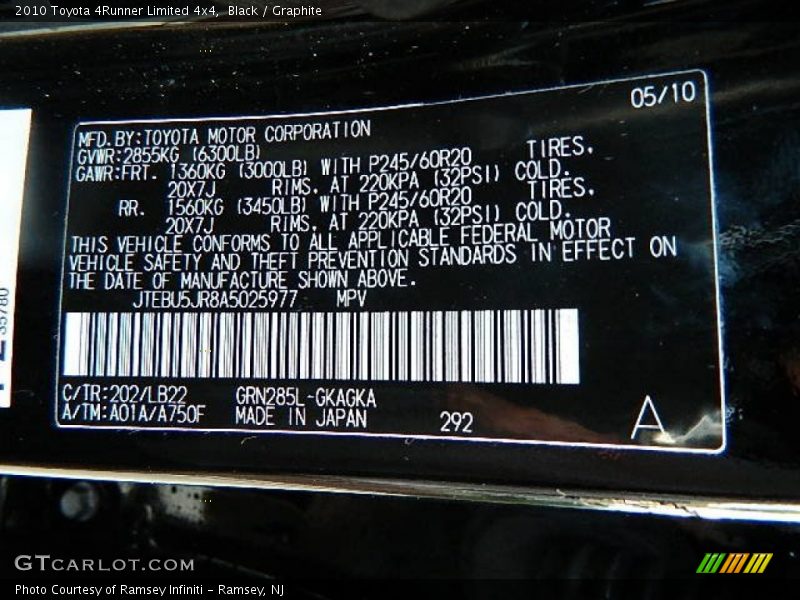 2010 Toyota 4Runner Limited 4x4, Black / Graphite
05/10
MFD. BY: TOYOTA MOTOR CORPORATION
GVWR: 2855KG (6300LB)
GAWR: FRT. 1360KG (3000LB) WITH P245/60R20 TIRES,
20X7J RIMS, AT 220KPA (32PSI) COLD.
RR. 1560KG (3450LB) WITH P245/60R20 TIRES,
20X7J RIMS, AT 220KPA (32PSI) COLD.
THIS VEHICLE CONFORMS TO ALL APPLICABLE FEDERAL MOTOR
VEHICLE SAFETY AND THEFT PREVENTION STANDARDS IN EFFECT ON
THE DATE OF MANUFACTURE SHOWN ABOVE.
JTEBU5JR8A5025977 MPV
C/TR: 202/LB22 GRN285L-GKAGKA
A/TM: A01A/A750F MADE IN JAPAN 292
A
35780
GTCARLOT.COM
Photo Courtesy of Ramsey Infiniti - Ramsey, NJ